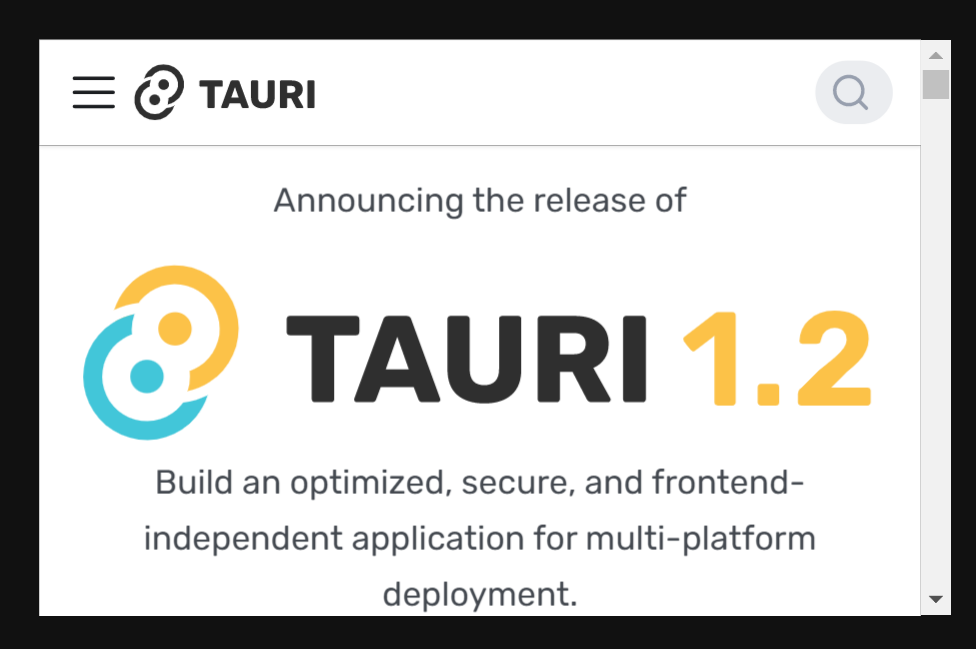 TAURI
Announcing the release of
TAURI 1.2
Build an optimized, secure, and frontend-
independent application for multi-platform
deployment.